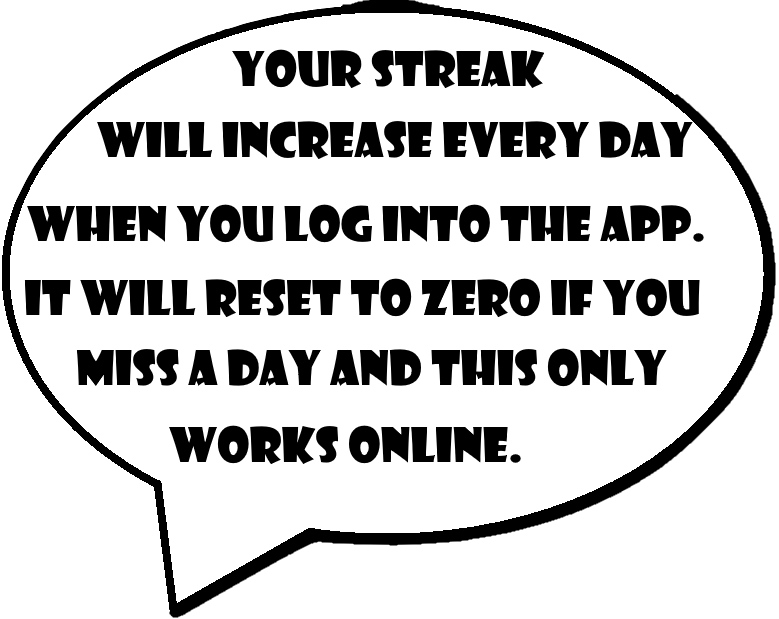 YOUR STREAK
WILL INCREASE EVERY DAY
WHEN YOU LOG INTO THE APP.
IT WILL RESET TO ZERO IF YOU
MISS A DAY AND THIS ONLY
WORKS ONLINE.